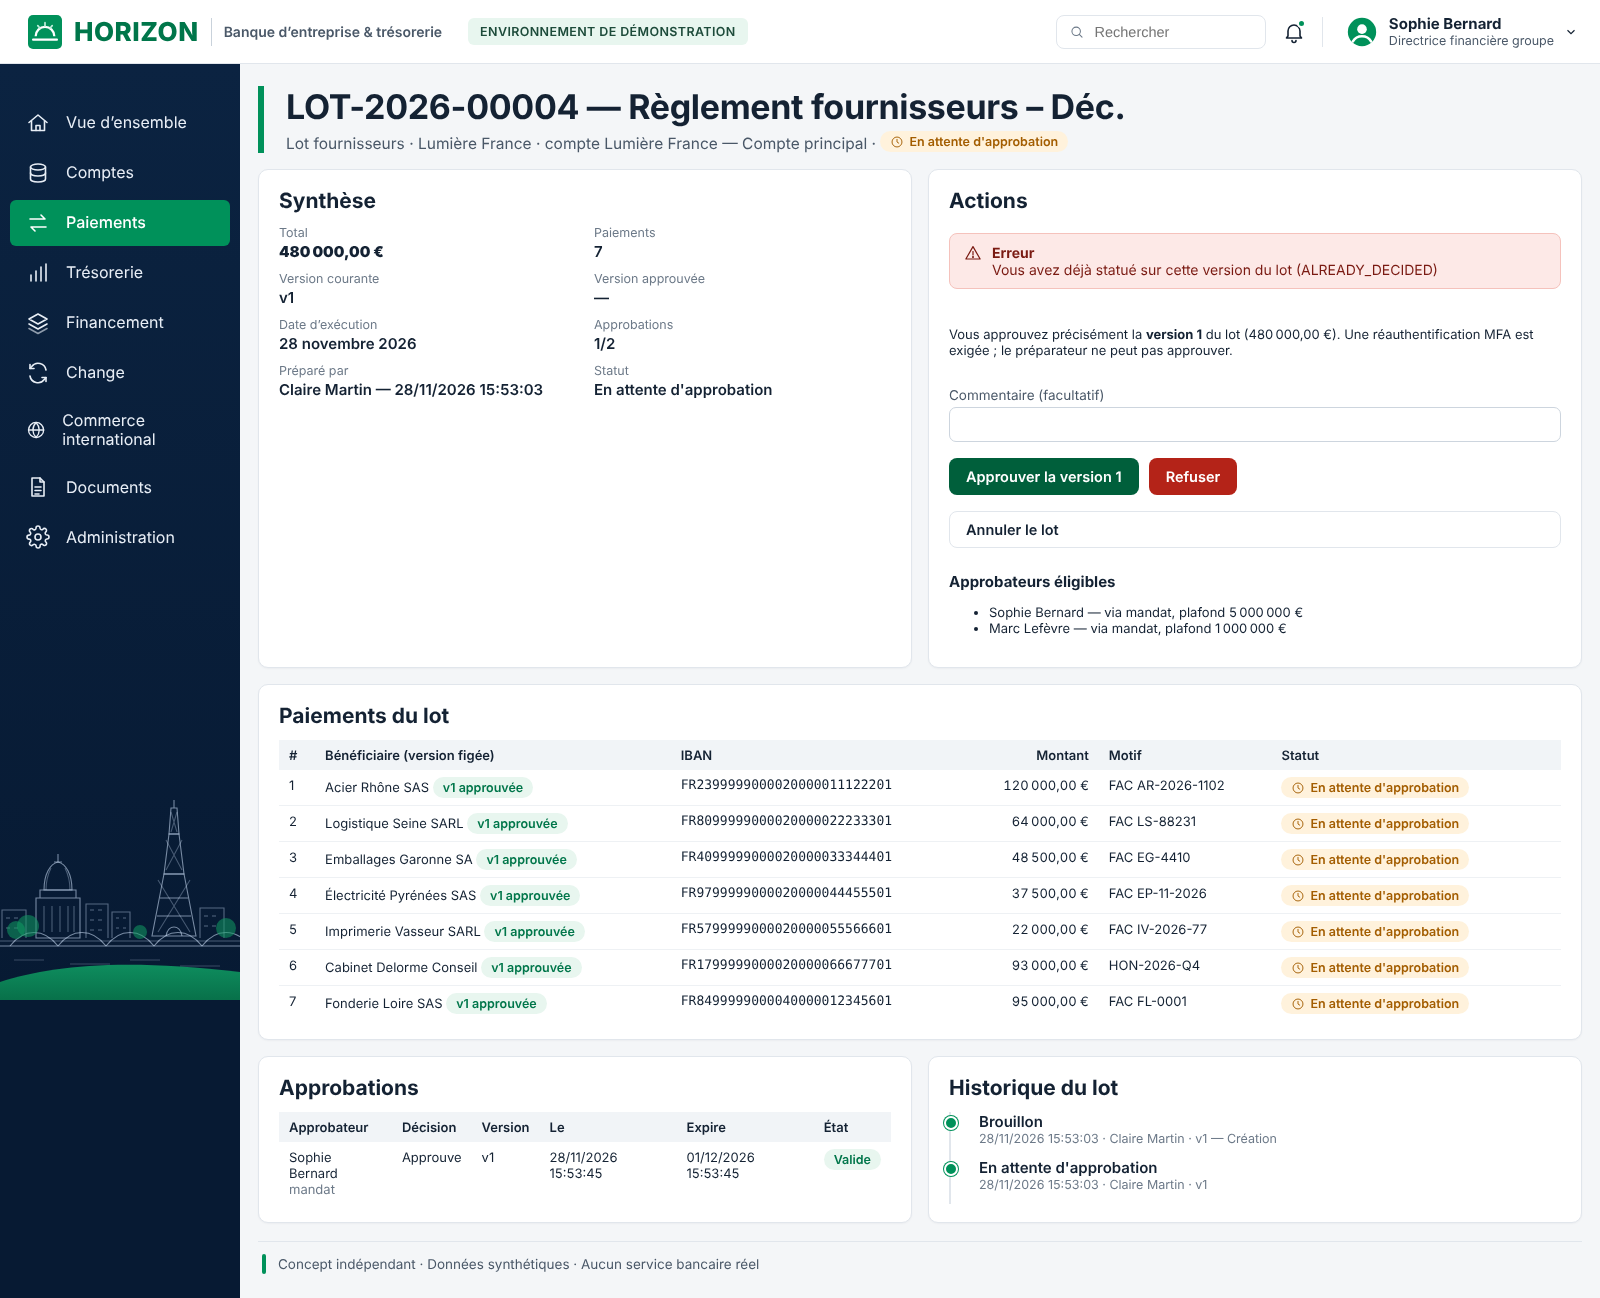 HORIZON
Banque d’entreprise & trésorerie
ENVIRONNEMENT DE DÉMONSTRATION
Rechercher
Sophie Bernard
Directrice financière groupe
Vue d’ensemble
Comptes
Paiements
Trésorerie
Financement
Change
Commerce
international
Documents
Administration
LOT-2026-00004 — Règlement fournisseurs – Déc.
Lot fournisseurs · Lumière France · compte Lumière France — Compte principal · En attente d'approbation
Synthèse
Total
480 000,00 €
Paiements
7
Version courante
v1
Version approuvée
—
Date d’exécution
28 novembre 2026
Approbations
1/2
Préparé par
Claire Martin — 28/11/2026 15:53:03
Statut
En attente d'approbation
Actions
Erreur
Vous avez déjà statué sur cette version du lot (ALREADY_DECIDED)
Vous approuvez précisément la version 1 du lot (480 000,00 €). Une réauthentification MFA est
exigée ; le préparateur ne peut pas approuver.
Commentaire (facultatif)
Approuver la version 1
Refuser
Annuler le lot
Approbateurs éligibles
• Sophie Bernard — via mandat, plafond 5 000 000 €
• Marc Lefèvre — via mandat, plafond 1 000 000 €
Paiements du lot
# Bénéficiaire (version figée) IBAN Montant Motif Statut
1 Acier Rhône SAS v1 approuvée FR2399999000020000011122201 120 000,00 € FAC AR-2026-1102 En attente d'approbation
2 Logistique Seine SARL v1 approuvée FR8099999000020000022233301 64 000,00 € FAC LS-88231 En attente d'approbation
3 Emballages Garonne SA v1 approuvée FR4099999000020000033344401 48 500,00 € FAC EG-4410 En attente d'approbation
4 Électricité Pyrénées SAS v1 approuvée FR9799999000020000044455501 37 500,00 € FAC EP-11-2026 En attente d'approbation
5 Imprimerie Vasseur SARL v1 approuvée FR5799999000020000055566601 22 000,00 € FAC IV-2026-77 En attente d'approbation
6 Cabinet Delorme Conseil v1 approuvée FR1799999000020000066677701 93 000,00 € HON-2026-Q4 En attente d'approbation
7 Fonderie Loire SAS v1 approuvée FR8499999000040000012345601 95 000,00 € FAC FL-0001 En attente d'approbation
Approbations
Approbateur Décision Version Le Expire État
Sophie Approuve v1 28/11/2026 01/12/2026 Valide
Bernard 15:53:45 15:53:45
mandat
Historique du lot
Brouillon
28/11/2026 15:53:03 · Claire Martin · v1 — Création
En attente d'approbation
28/11/2026 15:53:03 · Claire Martin · v1
Concept indépendant · Données synthétiques · Aucun service bancaire réel